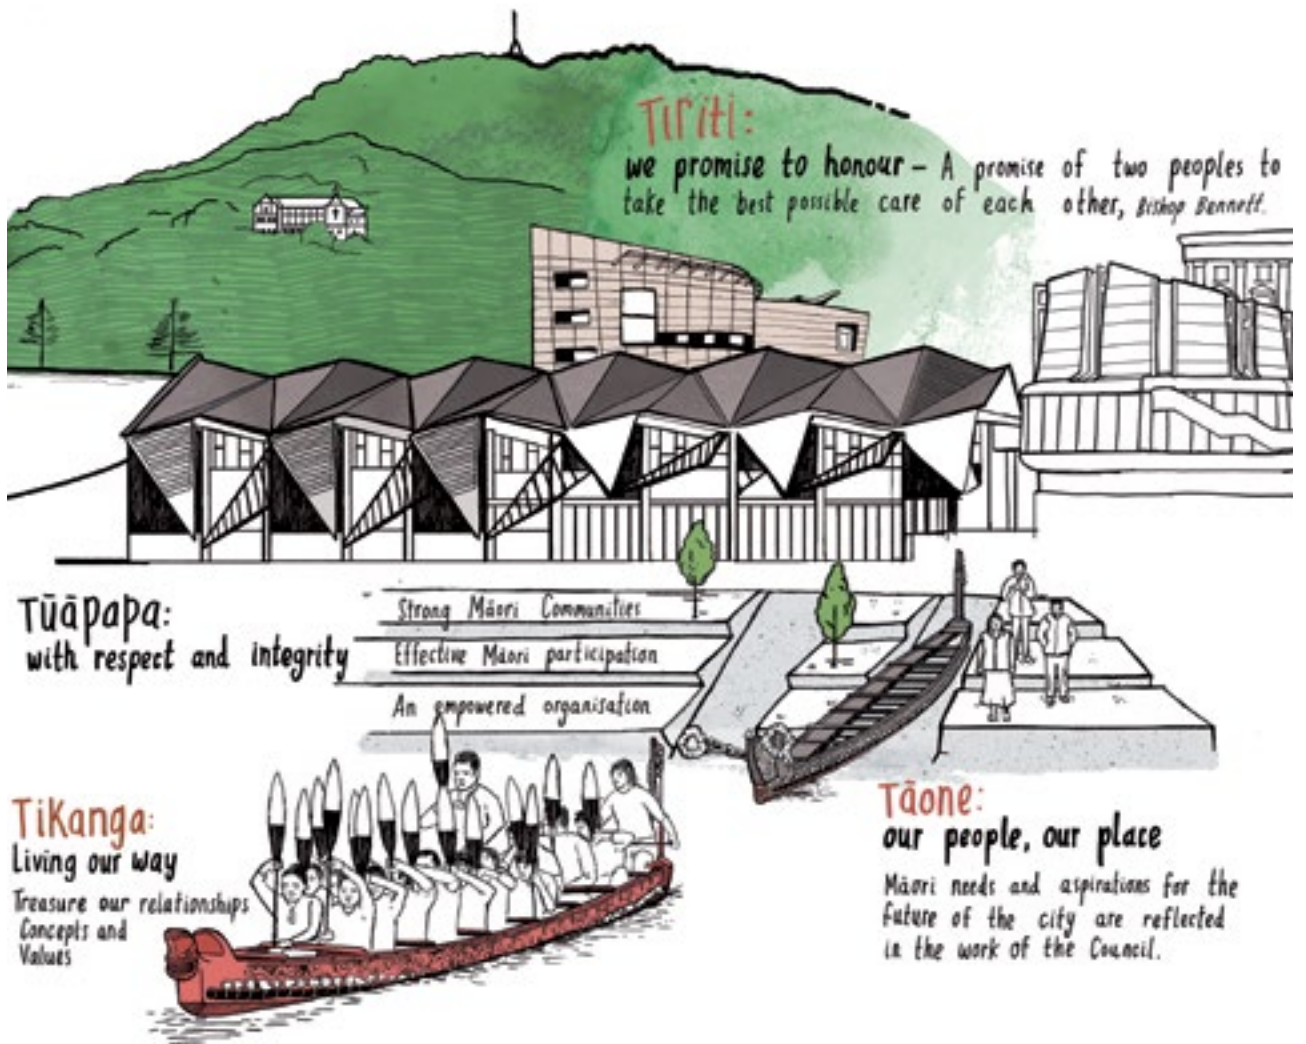 Tiriti:
we promise to honour – A promise of two peoples to
take the best possible care of each other, Bishop Bennett.
Tūāpapa:
with respect and integrity
Strong Māori Communities
Effective Māori participation
An empowered organisation
Tikanga:
Living our way
Treasure our relationships
Concepts and
Values
Tāone:
our people, our place
Māori needs and aspirations for the
future of the city are reflected
in the work of the Council.